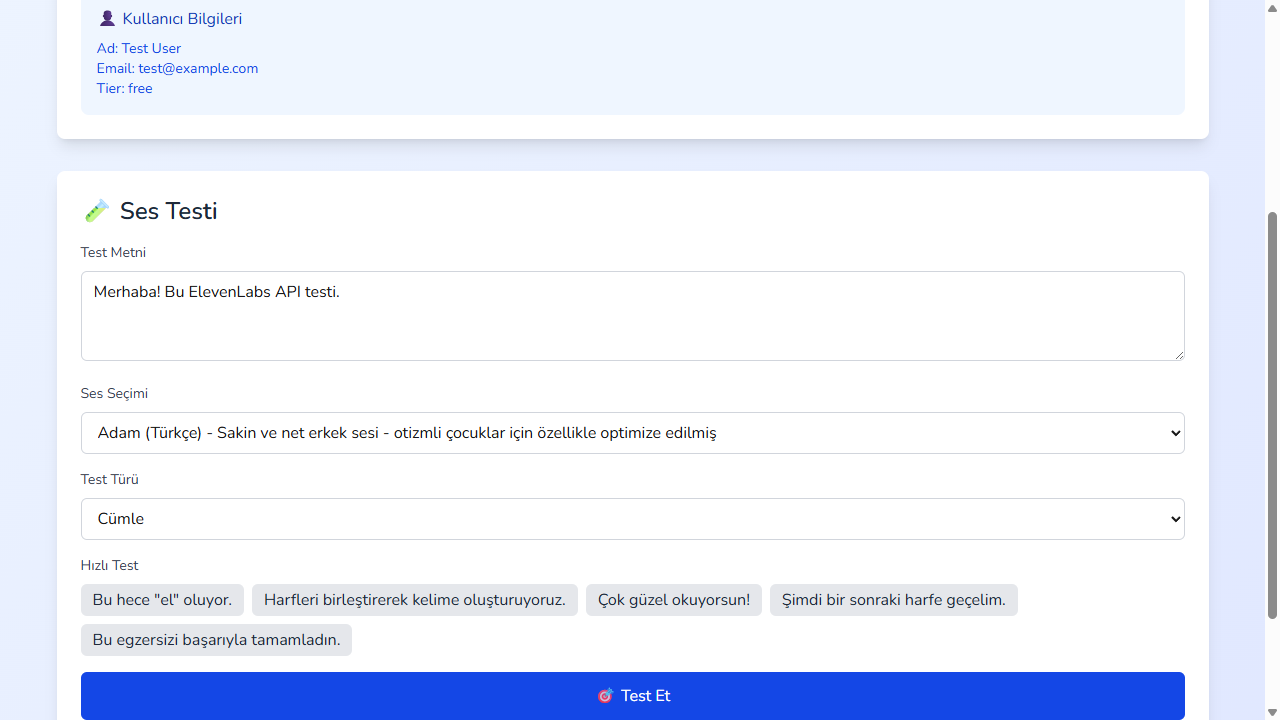 Kullanıcı Bilgileri
Ad: Test User
Email: test@example.com
Tier: free
Ses Testi
Test Metni
Merhaba! Bu ElevenLabs API testi.
Ses Seçimi
Adam (Türkçe) - Sakin ve net erkek sesi - otizmli çocuklar için özellikle optimize edilmiş
Test Türü
Cümle
Hızlı Test
Bu hece "el" oluyor.
Harfleri birleştirerek kelime oluşturuyoruz.
Çok güzel okuyorsun!
Şimdi bir sonraki harfe geçelim.
Bu egzersizi başarıyla tamamladın.
Test Et